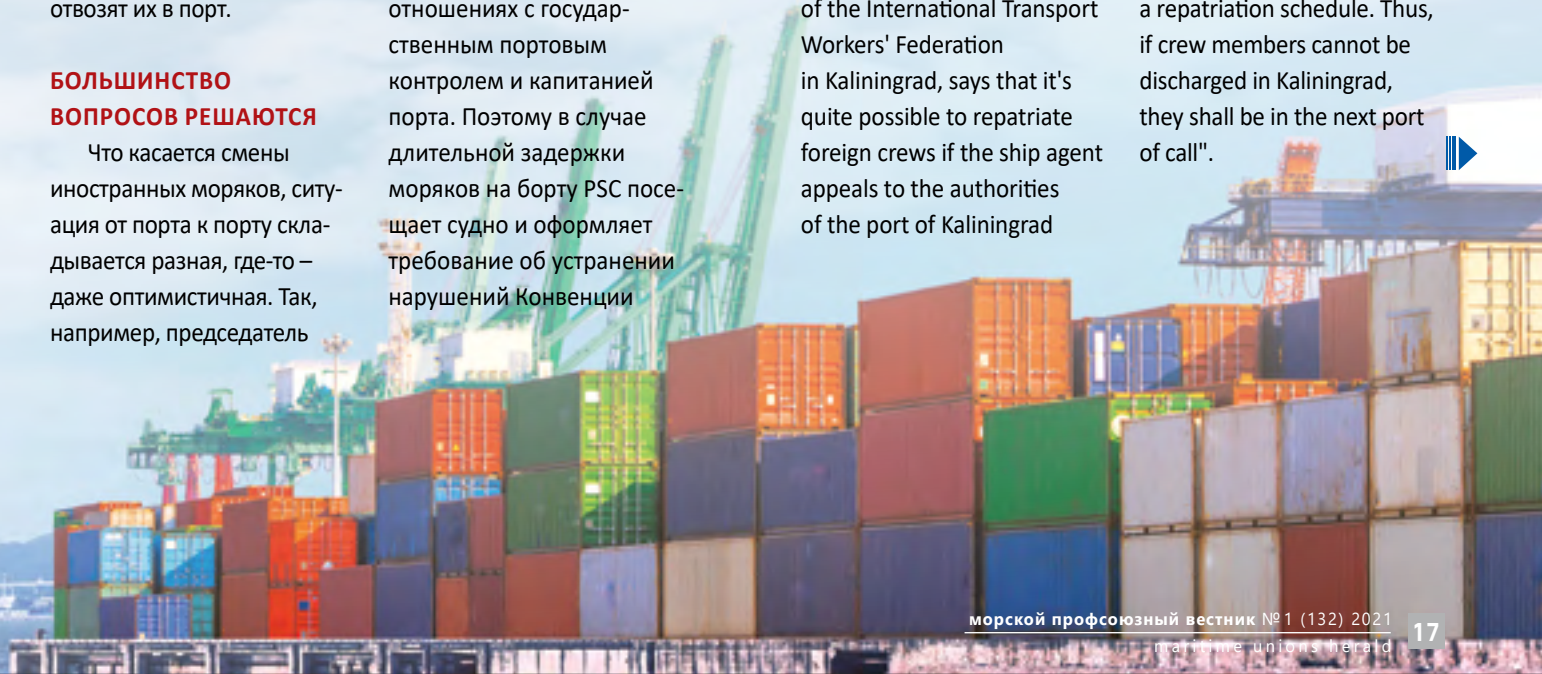 отвозят их в порт.
БОЛЬШИНСТВО
ВОПРОСОВ РЕШАЮТСЯ
Что касается смены
иностранных моряков, ситу-
ация от порта к порту скла-
дывается разная, где-то –
даже оптимистичная. Так,
например, председатель
отношениях с государ-
ственным портовым
контролем и капитанией
порта. Поэтому в случае
длительной задержки
моряков на борту PSC посе-
щает судно и оформляет
требование об устранении
нарушений Конвенции
of the International Transport
Workers' Federation
in Kaliningrad, says that it's
quite possible to repatriate
foreign crews if the ship agent
appeals to the authorities
of the port of Kaliningrad
a repatriation schedule. Thus,
if crew members cannot be
discharged in Kaliningrad,
they shall be in the next port
of call".
морской профсоюзный вестник №1 (132) 2021
maritime unions herald
17